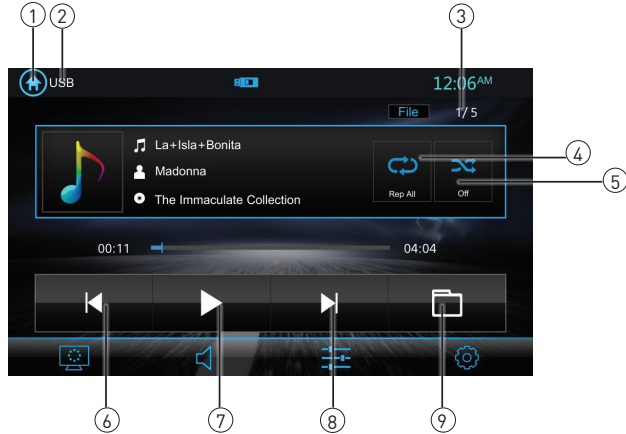 1 2 3
USB 12:06AM
File 1/5
La+Isla+Bonita
Madonna
4
The Immaculate Collection
Rep All Off
5
00:11 04:04
6 7 8 9